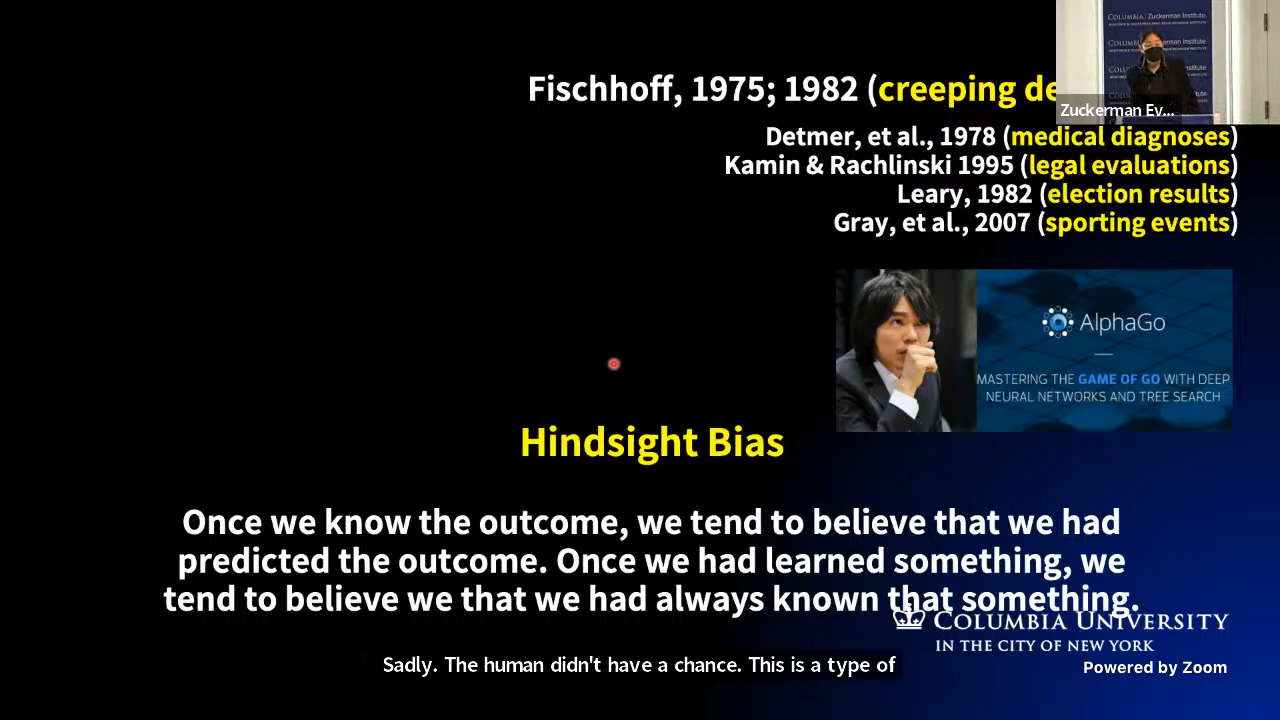 Fischhoff, 1975; 1982 (creeping de
Detmer, et al., 1978 (medical diagnoses)
Kamin & Rachlinski 1995 (legal evaluations)
Leary, 1982 (election results)
Gray, et al., 2007 (sporting events)
COLUMBIA | Zuckerman Institute
Zuckerman Ev...
AlphaGo
MASTERING THE GAME OF GO WITH DEEP
NEURAL NETWORKS AND TREE SEARCH
Hindsight Bias
Once we know the outcome, we tend to believe that we had
predicted the outcome. Once we had learned something, we
tend to believe we that we had always known that something.
COLUMBIA UNIVERSITY
IN THE CITY OF NEW YORK
Sadly. The human didn't have a chance. This is a type of
Powered by Zoom